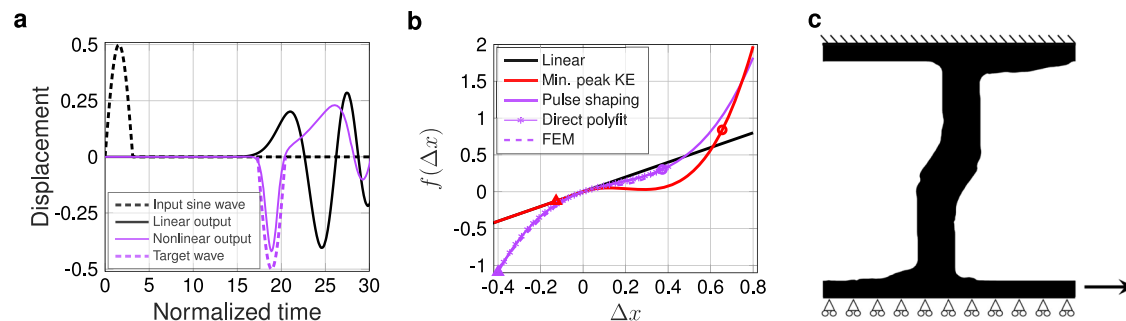 a
b
c
Displacement
0.5
0.25
0
-0.25
-0.5
Input sine wave
Linear output
Nonlinear output
Target wave
0 5 10 15 20 25 30
Normalized time
f(Δx)
2
1.5
1
0.5
0
-0.5
-1
Linear
Min. peak KE
Pulse shaping
Direct polyfit
FEM
-0.4 -0.2 0 0.2 0.4 0.6 0.8
Δx